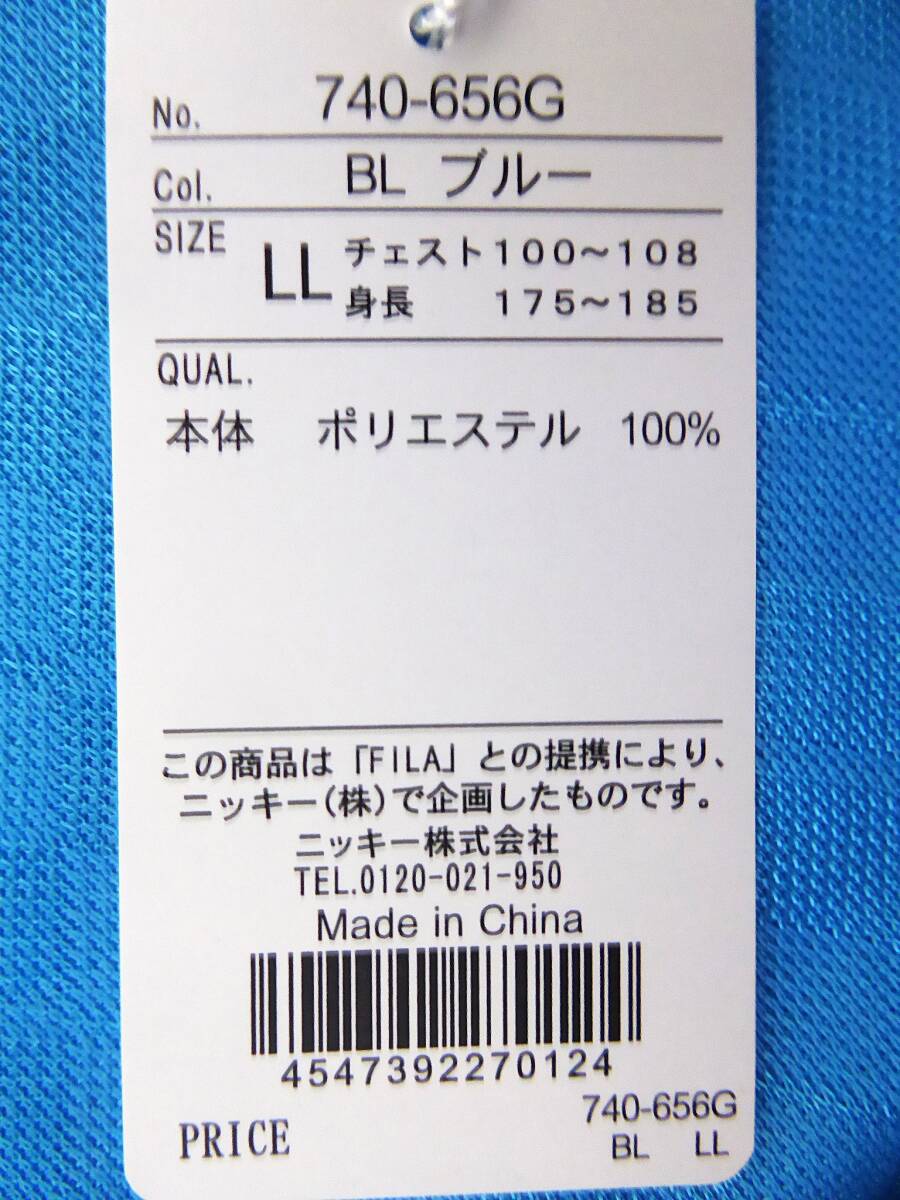 No. 740-656G
Col. BL ブルー
SIZE LL チェスト100～108
身長 175～185
QUAL.
本体 ポリエステル 100%
この商品は「FILA」との提携により、
ニッキー(株)で企画したものです。
ニッキー株式会社
TEL.0120-021-950
Made in China
4547392270124
740-656G
PRICE BL LL